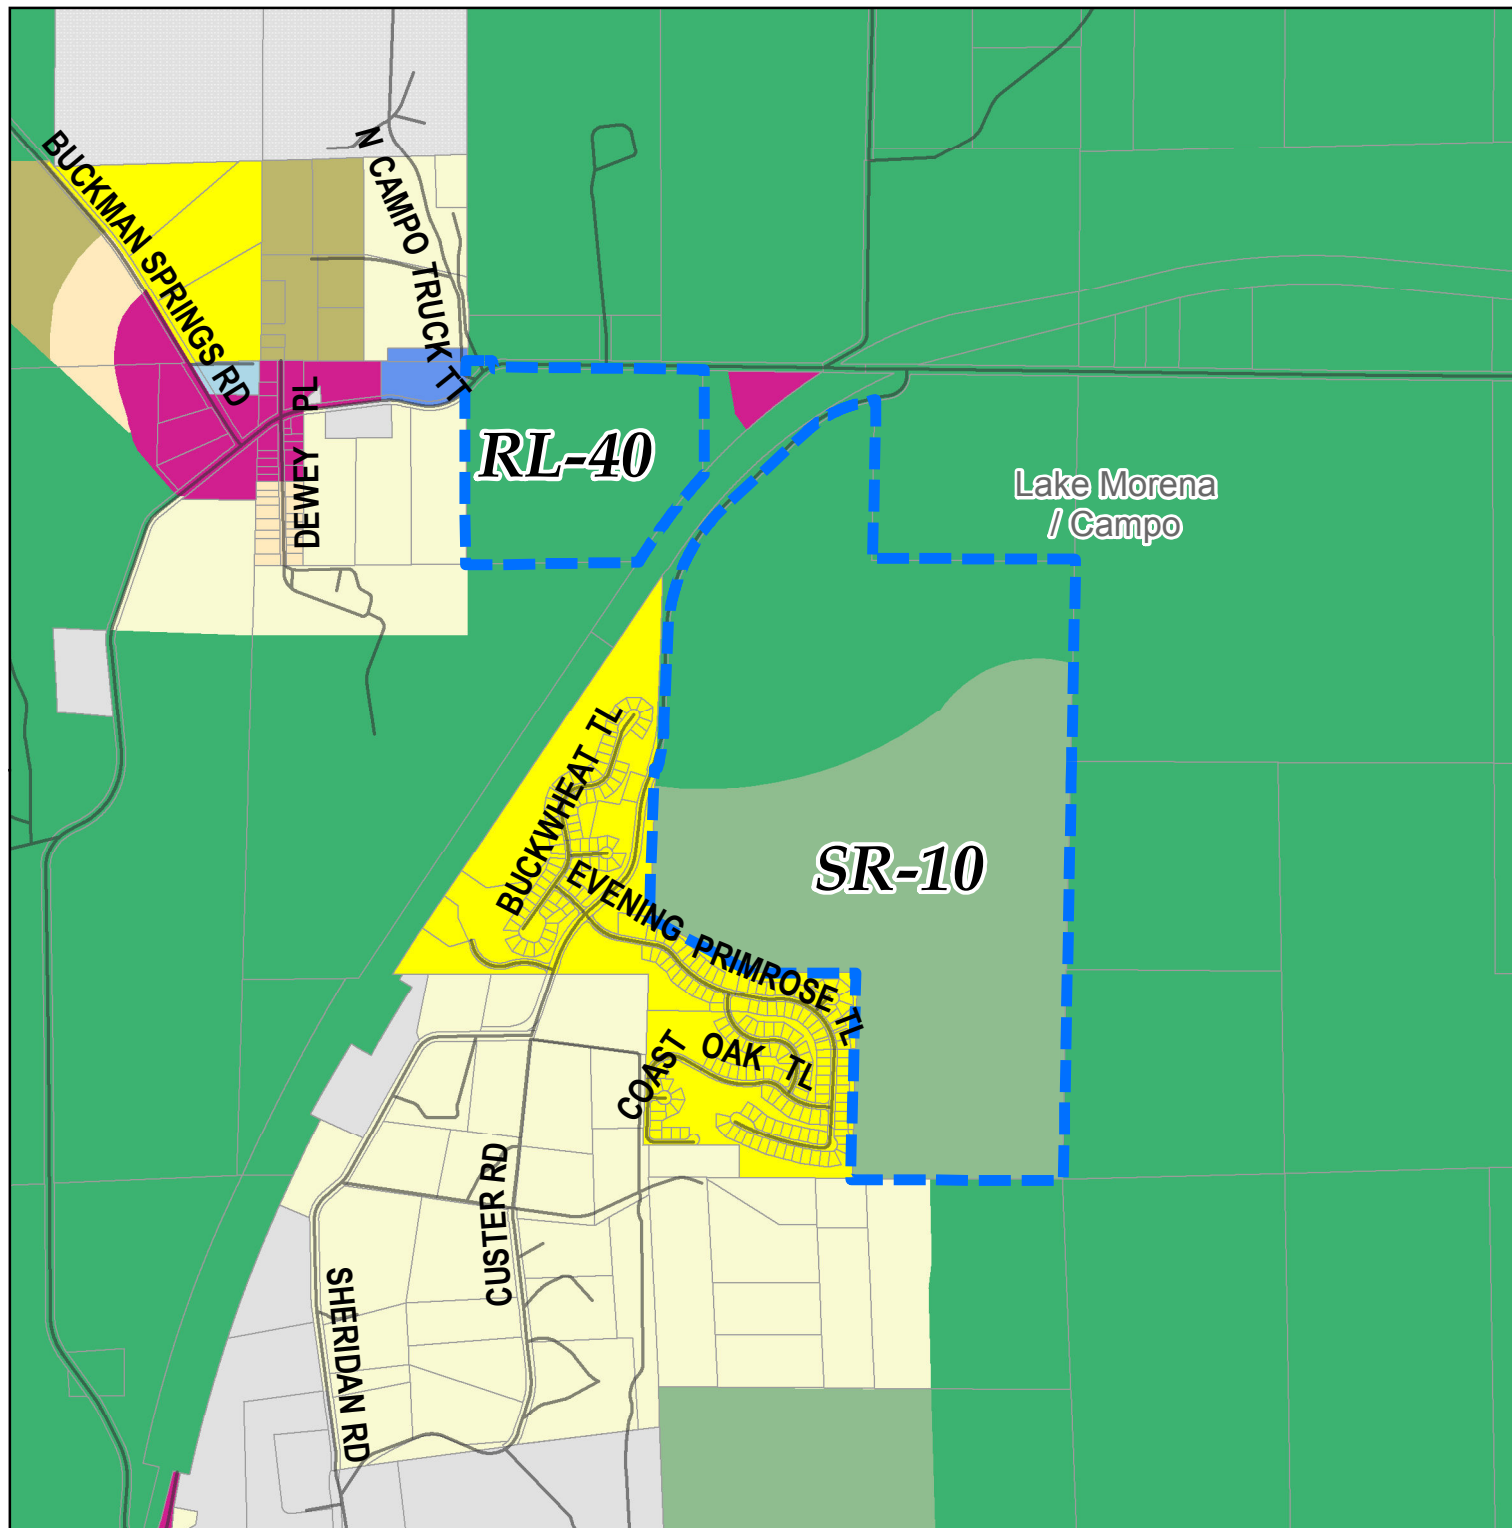 BUCKMAN SPRINGS RD
N CAMPO TRUCK TT
DEWEY PL
RL-40
Lake Morena
/ Campo
BUCKWHEAT TL
EVENING PRIMROSE TL
SR-10
COAST OAK TL
CUSTER RD
SHERIDAN RD